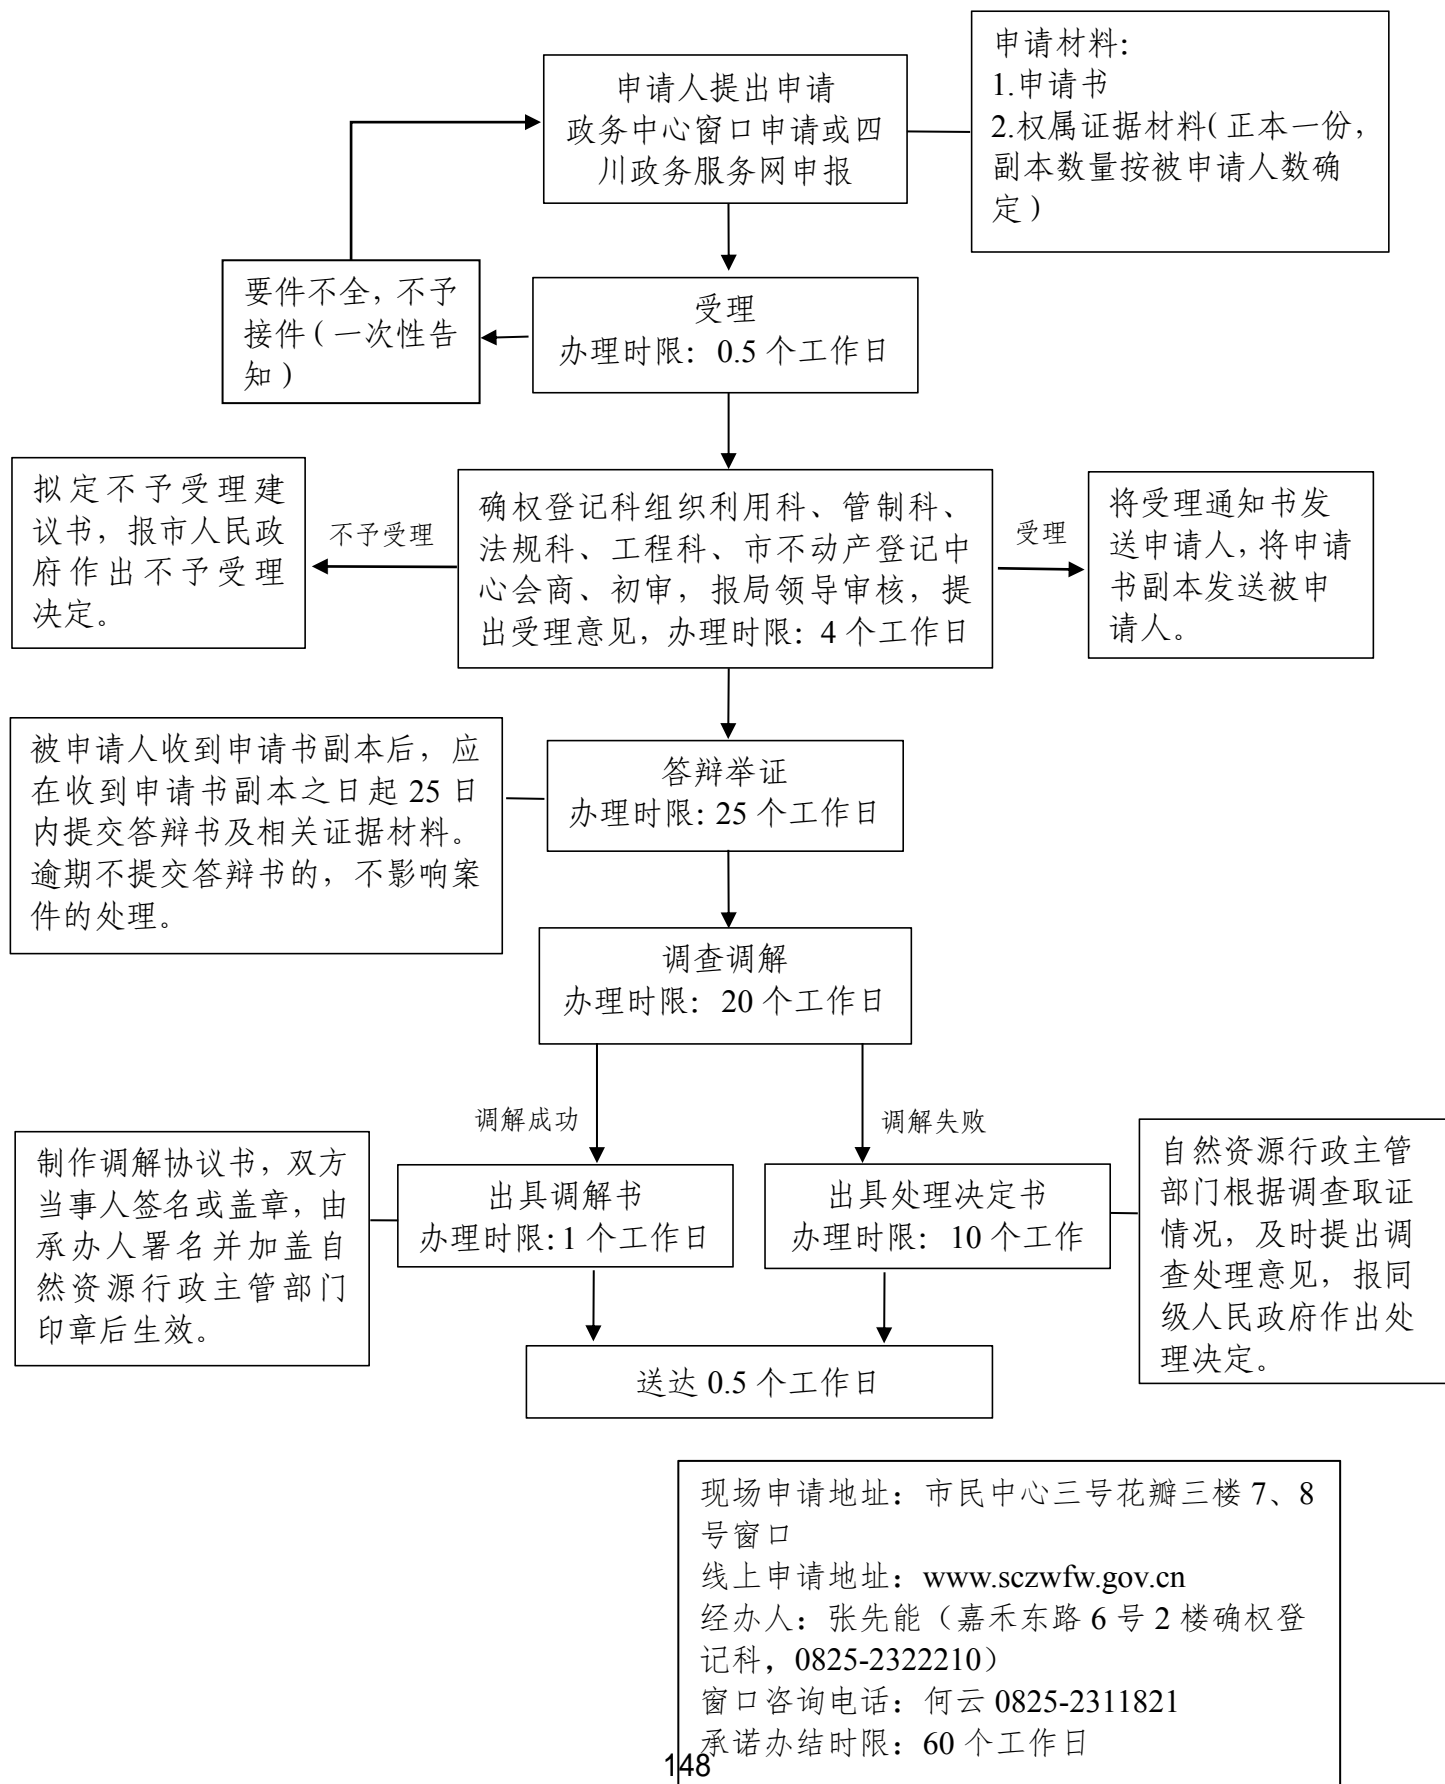 申请人提出申请
政务中心窗口申请或四
川政务服务网申报
申请材料：
1.申请书
2.权属证据材料（正本一份，
副本数量按被申请人数确
定）
要件不全，不予
接件（一次性告
知）
受理
办理时限：0.5 个工作日
拟定不予受理建
议书，报市人民政
府作出不予受理
决定。
不予受理
确权登记科组织利用科、管制科、
法规科、工程科、市不动产登记中
心会商、初审，报局领导审核，提
出受理意见，办理时限：4 个工作日
受理
将受理通知书发
送申请人，将申请
书副本发送被申
请人。
被申请人收到申请书副本后，应
在收到申请书副本之日起 25 日
内提交答辩书及相关证据材料。
逾期不提交答辩书的，不影响案
件的处理。
答辩举证
办理时限：25 个工作日
调查调解
办理时限：20 个工作日
调解成功
调解失败
制作调解协议书，双方
当事人签名或盖章，由
承办人署名并加盖自
然资源行政主管部门
印章后生效。
出具调解书
办理时限：1 个工作日
出具处理决定书
办理时限：10 个工作
自然资源行政主管
部门根据调查取证
情况，及时提出调
查处理意见，报同
级人民政府作出处
理决定。
送达 0.5 个工作日
现场申请地址：市民中心三号花瓣三楼 7、8
号窗口
线上申请地址：www.sczwfw.gov.cn
经办人：张先能（嘉禾东路 6 号 2 楼确权登
记科，0825-2322210）
窗口咨询电话：何云 0825-2311821
承诺办结时限：60 个工作日
148